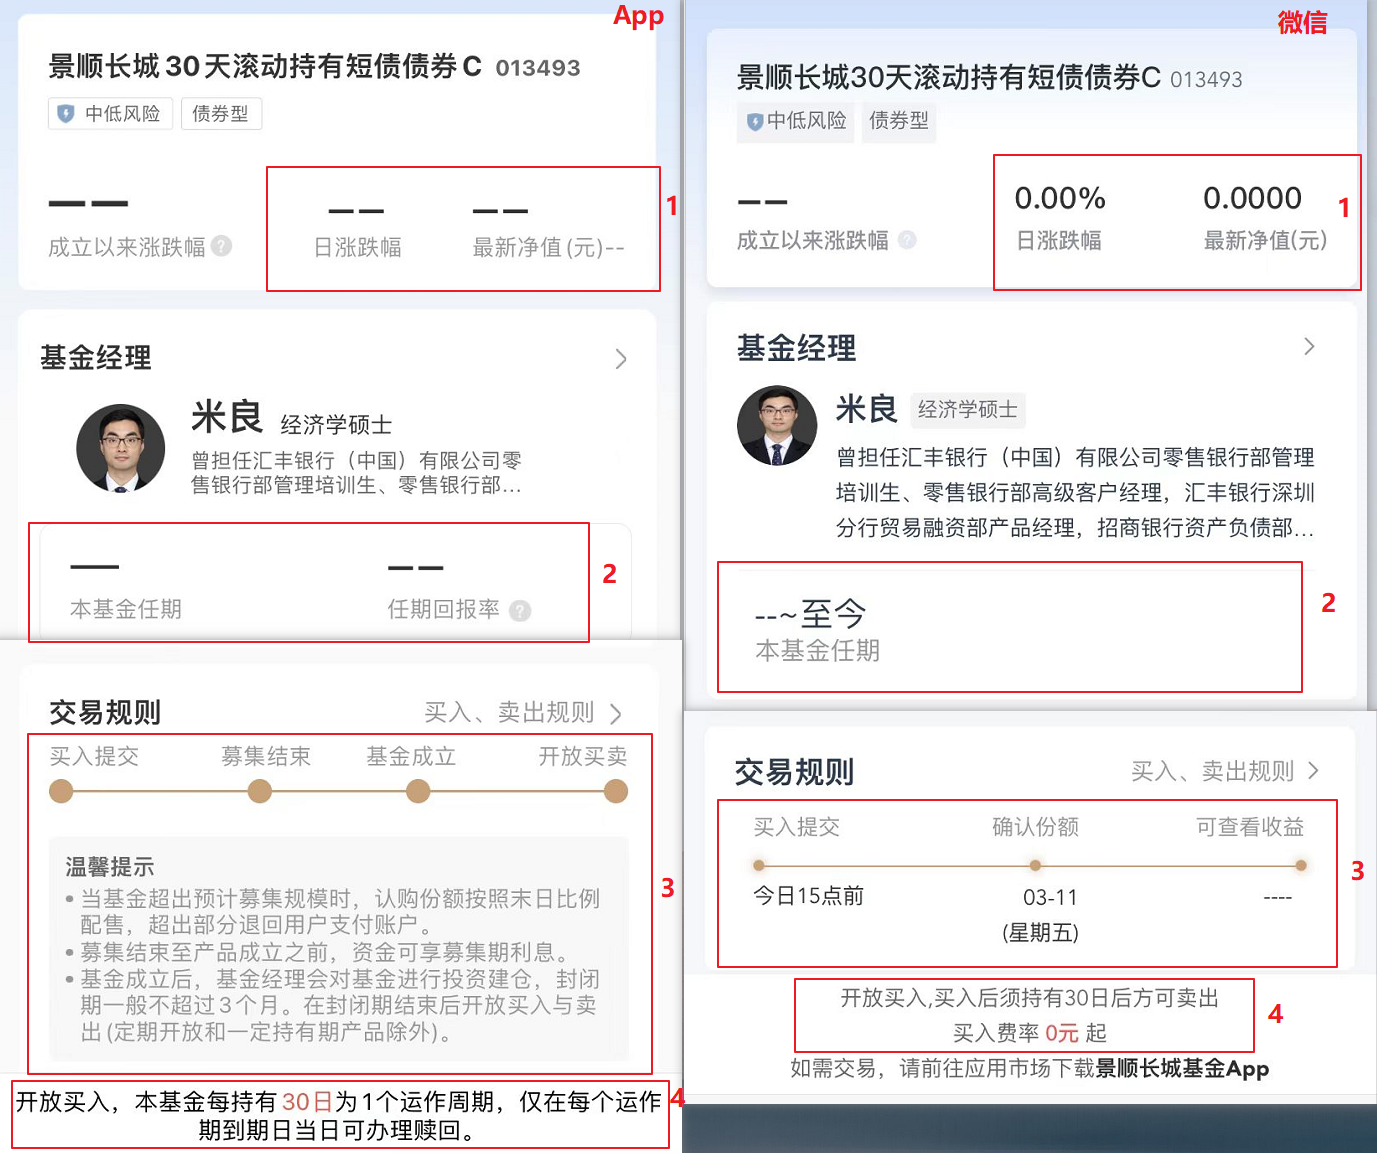 App
景顺长城30天滚动持有短债债券C 013493
中低风险 债券型
—— —— ——
成立以来涨跌幅 ? 日涨跌幅 最新净值(元)--
1
基金经理
米良 经济学硕士
曾担任汇丰银行（中国）有限公司零
售银行部管理培训生、零售银行部...
—— ——
本基金任期 任期回报率 ?
2
交易规则 买入、卖出规则
买入提交 募集结束 基金成立 开放买卖
温馨提示
• 当基金超出预计募集规模时，认购份额按照末日比例
配售，超出部分退回用户支付账户。
• 募集结束至产品成立之前，资金可享募集期利息。
• 基金成立后，基金经理会对基金进行投资建仓，封闭
期一般不超过3个月。在封闭期结束后开放买入与卖
出(定期开放和一定持有期产品除外)。
3
开放买入，本基金每持有30日为1个运作周期，仅在每个运作
期到期日当日可办理赎回。
4
微信
景顺长城30天滚动持有短债债券C 013493
中低风险 债券型
-- 0.00% 0.0000
成立以来涨跌幅 ? 日涨跌幅 最新净值(元)
1
基金经理
米良 经济学硕士
曾担任汇丰银行（中国）有限公司零售银行部管理
培训生、零售银行部高级客户经理，汇丰银行深圳
分行贸易融资部产品经理，招商银行资产负债部...
--~至今
本基金任期
2
交易规则 买入、卖出规则
买入提交 确认份额 可查看收益
今日15点前 03-11 ----
(星期五)
3
开放买入,买入后须持有30日后方可卖出
买入费率 0元 起
4
如需交易，请前往应用市场下载景顺长城基金App